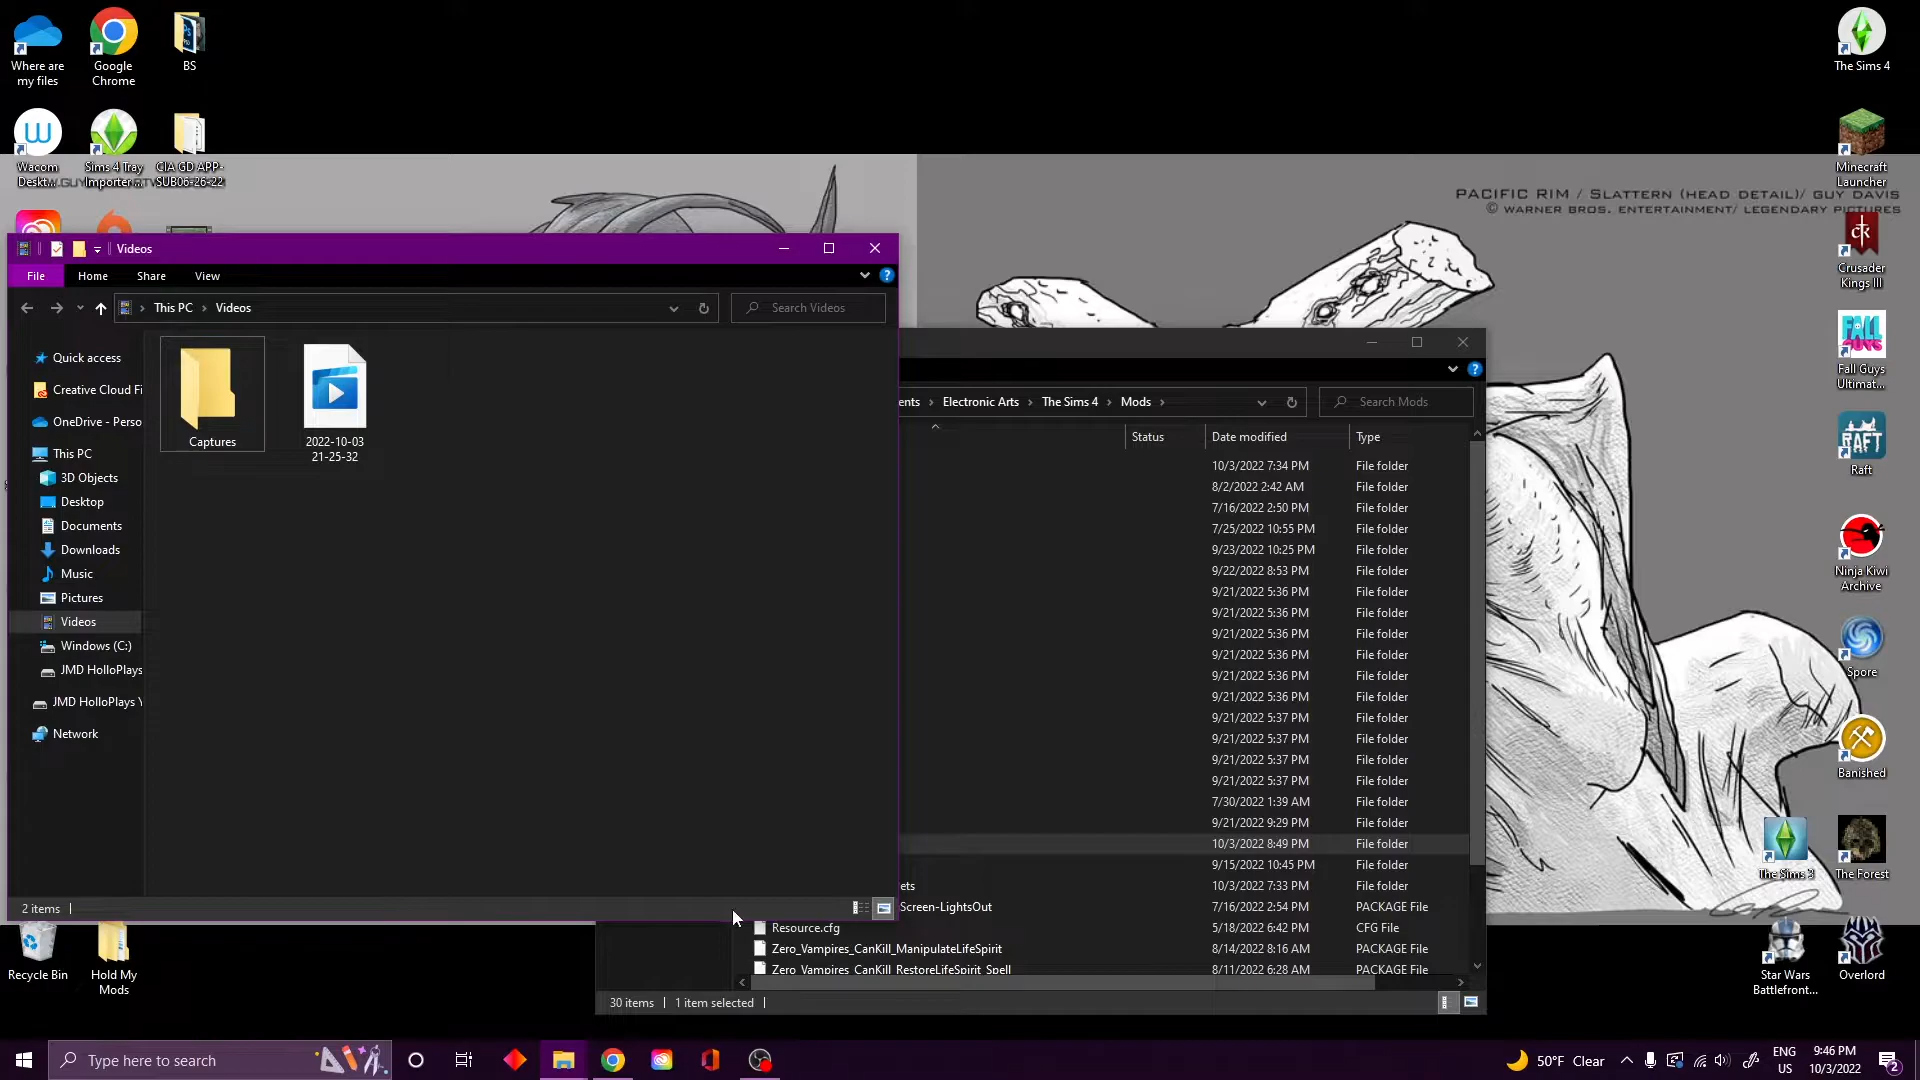 Where are
my files
Google
Chrome
BS
The Sims 4
Wacom
Deskt...
Sims 4 Tray
Importer ...
CIA GD APP-
SUB06-26-22
Minecraft
Launcher
PACIFIC RIM / SLATTERN (HEAD DETAIL)/ GUY DAVIS
© WARNER BROS. ENTERTAINMENT/ LEGENDARY PICTURES
Crusader
Kings III
Fall Guys
Ultimat...
Raft
Ninja Kiwi
Archive
Spore
Banished
The Sims 3
The Forest
Star Wars
Battlefront...
Overlord
Recycle Bin
Hold My
Mods
Videos
File
Home
Share
View
This PC
Videos
Search Videos
Quick access
Creative Cloud Fi
OneDrive - Perso
This PC
3D Objects
Desktop
Documents
Downloads
Music
Pictures
Videos
Windows (C:)
JMD HolloPlays
JMD HolloPlays Y
Network
Captures
2022-10-03
21-25-32
2 items
ents
Electronic Arts
The Sims 4
Mods
Search Mods
Status
Date modified
Type
10/3/2022 7:34 PM File folder
8/2/2022 2:42 AM File folder
7/16/2022 2:50 PM File folder
7/25/2022 10:55 PM File folder
9/23/2022 10:25 PM File folder
9/22/2022 8:53 PM File folder
9/21/2022 5:36 PM File folder
9/21/2022 5:36 PM File folder
9/21/2022 5:36 PM File folder
9/21/2022 5:36 PM File folder
9/21/2022 5:36 PM File folder
9/21/2022 5:36 PM File folder
9/21/2022 5:37 PM File folder
9/21/2022 5:37 PM File folder
9/21/2022 5:37 PM File folder
9/21/2022 5:37 PM File folder
7/30/2022 1:39 AM File folder
9/21/2022 9:29 PM File folder
10/3/2022 8:49 PM File folder
9/15/2022 10:45 PM File folder
ets 10/3/2022 7:33 PM File folder
Screen-LightsOut 7/16/2022 2:54 PM PACKAGE File
Resource.cfg 5/18/2022 6:42 PM CFG File
Zero_Vampires_CanKill_ManipulateLifeSpirit 8/14/2022 8:16 AM PACKAGE File
Zero_Vampires_CanKill_RestoreLifeSpirit_Spell 8/11/2022 6:28 AM PACKAGE File
30 items
1 item selected
Type here to search
50°F Clear
ENG
US
9:46 PM
10/3/2022
2